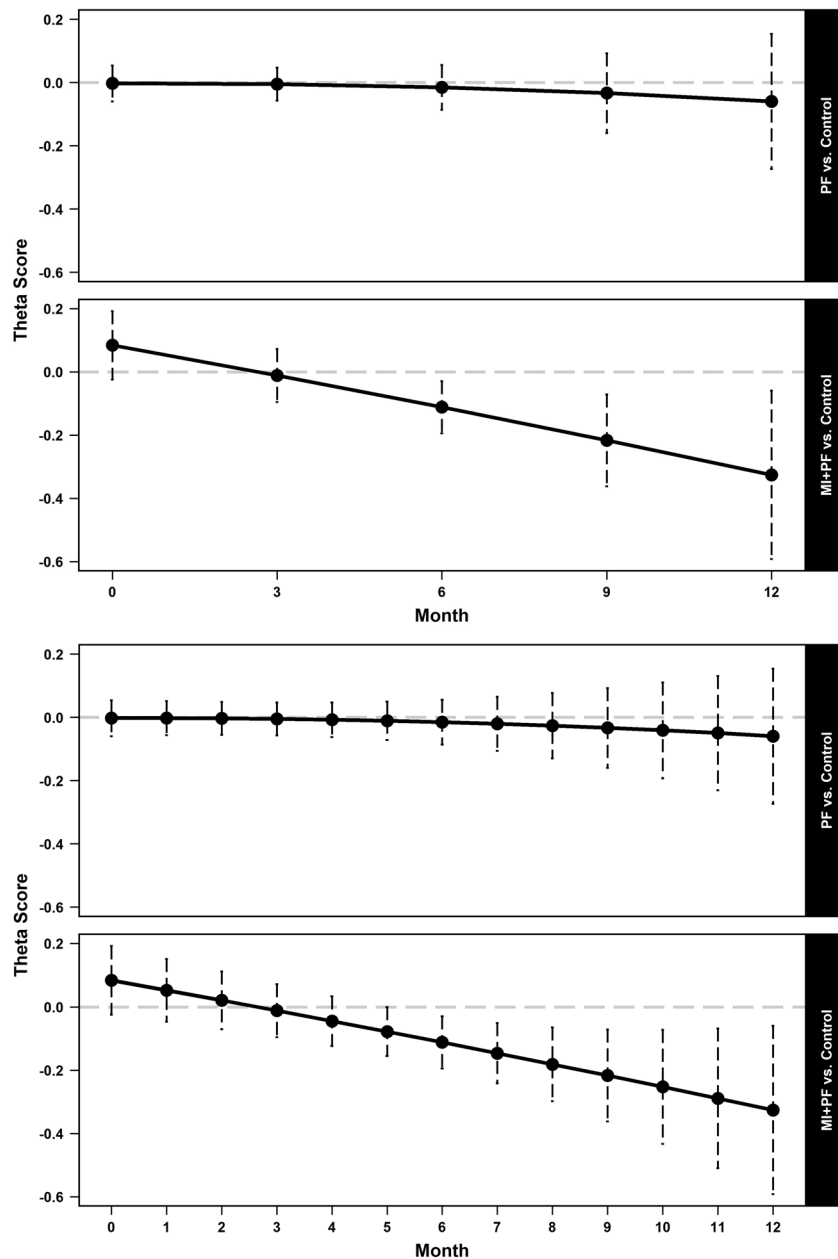 0.2
0.0
-0.2
-0.4
-0.6
PF vs. Control
Theta Score
0.2
0.0
-0.2
-0.4
-0.6
MI+PF vs. Control
0 3 6 9 12
Month
0.2
0.0
-0.2
-0.4
-0.6
PF vs. Control
Theta Score
0.2
0.0
-0.2
-0.4
-0.6
MI+PF vs. Control
0 1 2 3 4 5 6 7 8 9 10 11 12
Month